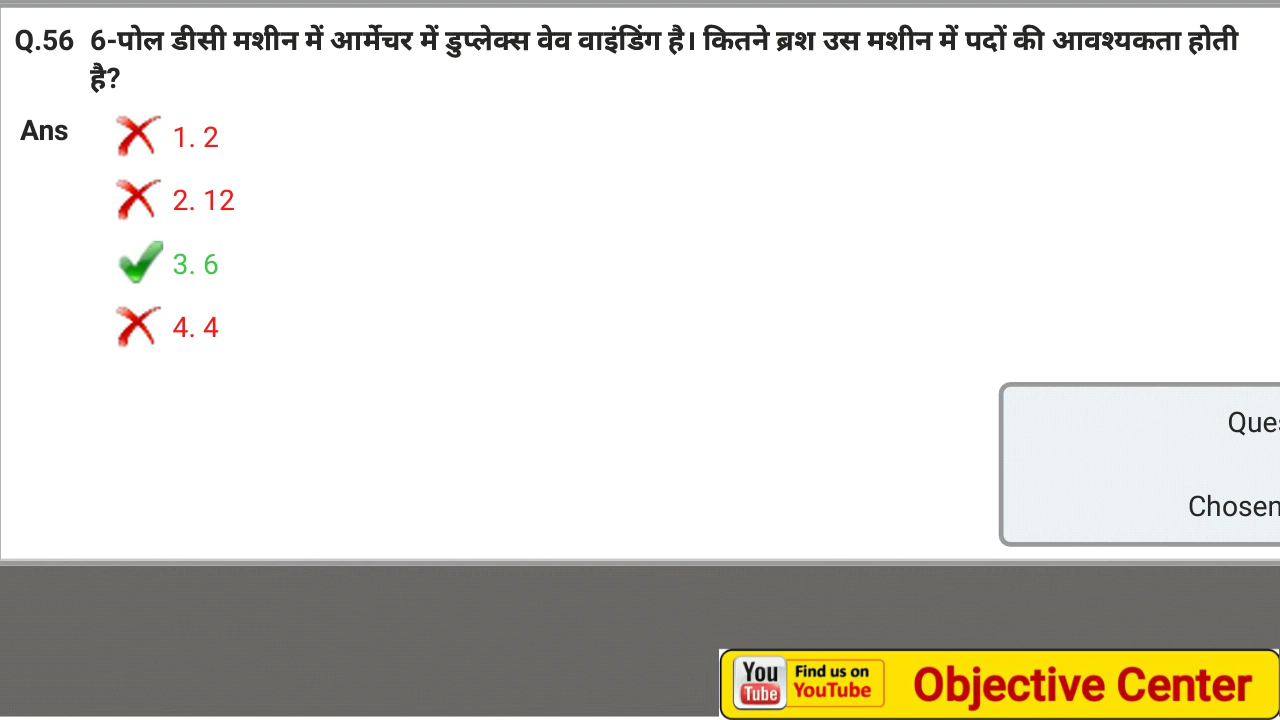 Q.56 6-पोल डीसी मशीन में आर्मेचर में डुप्लेक्स वेव वाइंडिंग है। कितने ब्रश उस मशीन में पदों की आवश्यकता होती
है?
Ans
1. 2
2. 12
3. 6
4. 4
Ques
Chosen
You Tube Find us on YouTube Objective Center